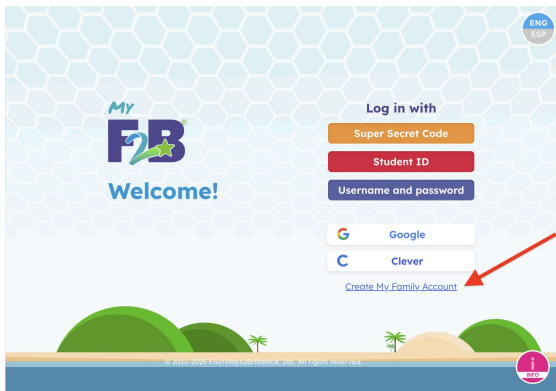 ENG
ESP
My
F2B®
Welcome!
Log in with
Super Secret Code
Student ID
Username and password
G
Google
C
Clever
Create My Family Account
© 2012-2025 Footsteps2Brilliance, Inc. All rights reserved.
i
INFO